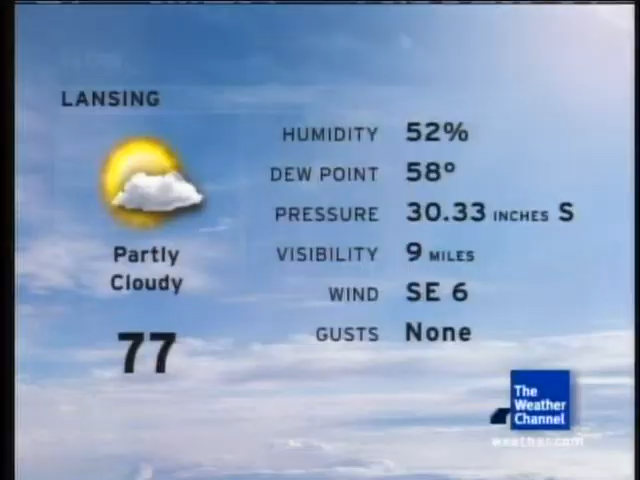 LANSING
Partly
Cloudy
77
HUMIDITY 52%
DEW POINT 58°
PRESSURE 30.33 INCHES S
VISIBILITY 9 MILES
WIND SE 6
GUSTS None
The
Weather
Channel
weather.com